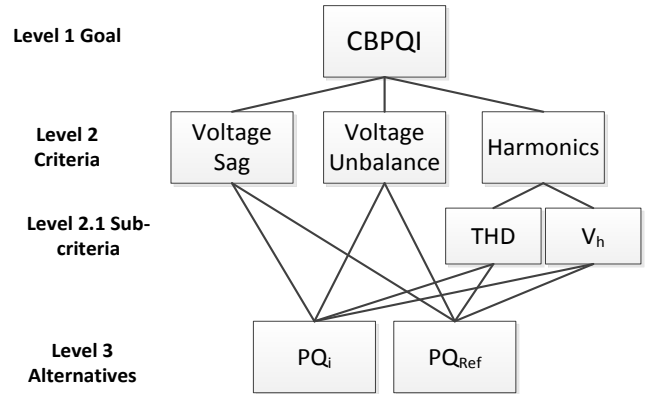 Level 1 Goal
CBPQI
Level 2
Criteria
Voltage
Sag
Voltage
Unbalance
Harmonics
Level 2.1 Sub-
criteria
THD
Vₕ
Level 3
Alternatives
PQᵢ
PQRef